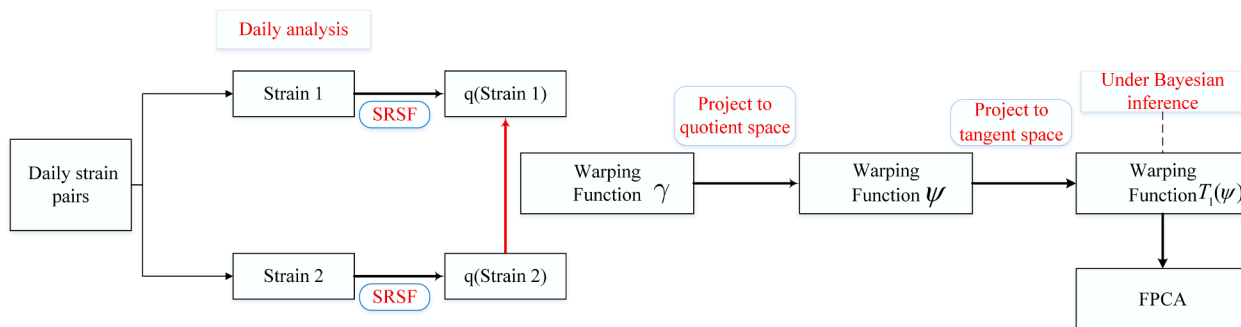 Daily analysis
Daily strain
pairs
Strain 1
SRSF
q(Strain 1)
Strain 2
SRSF
q(Strain 2)
Warping
Function γ
Project to
quotient space
Warping
Function ψ
Project to
tangent space
Under Bayesian
inference
Warping
Function T₁(ψ)
FPCA